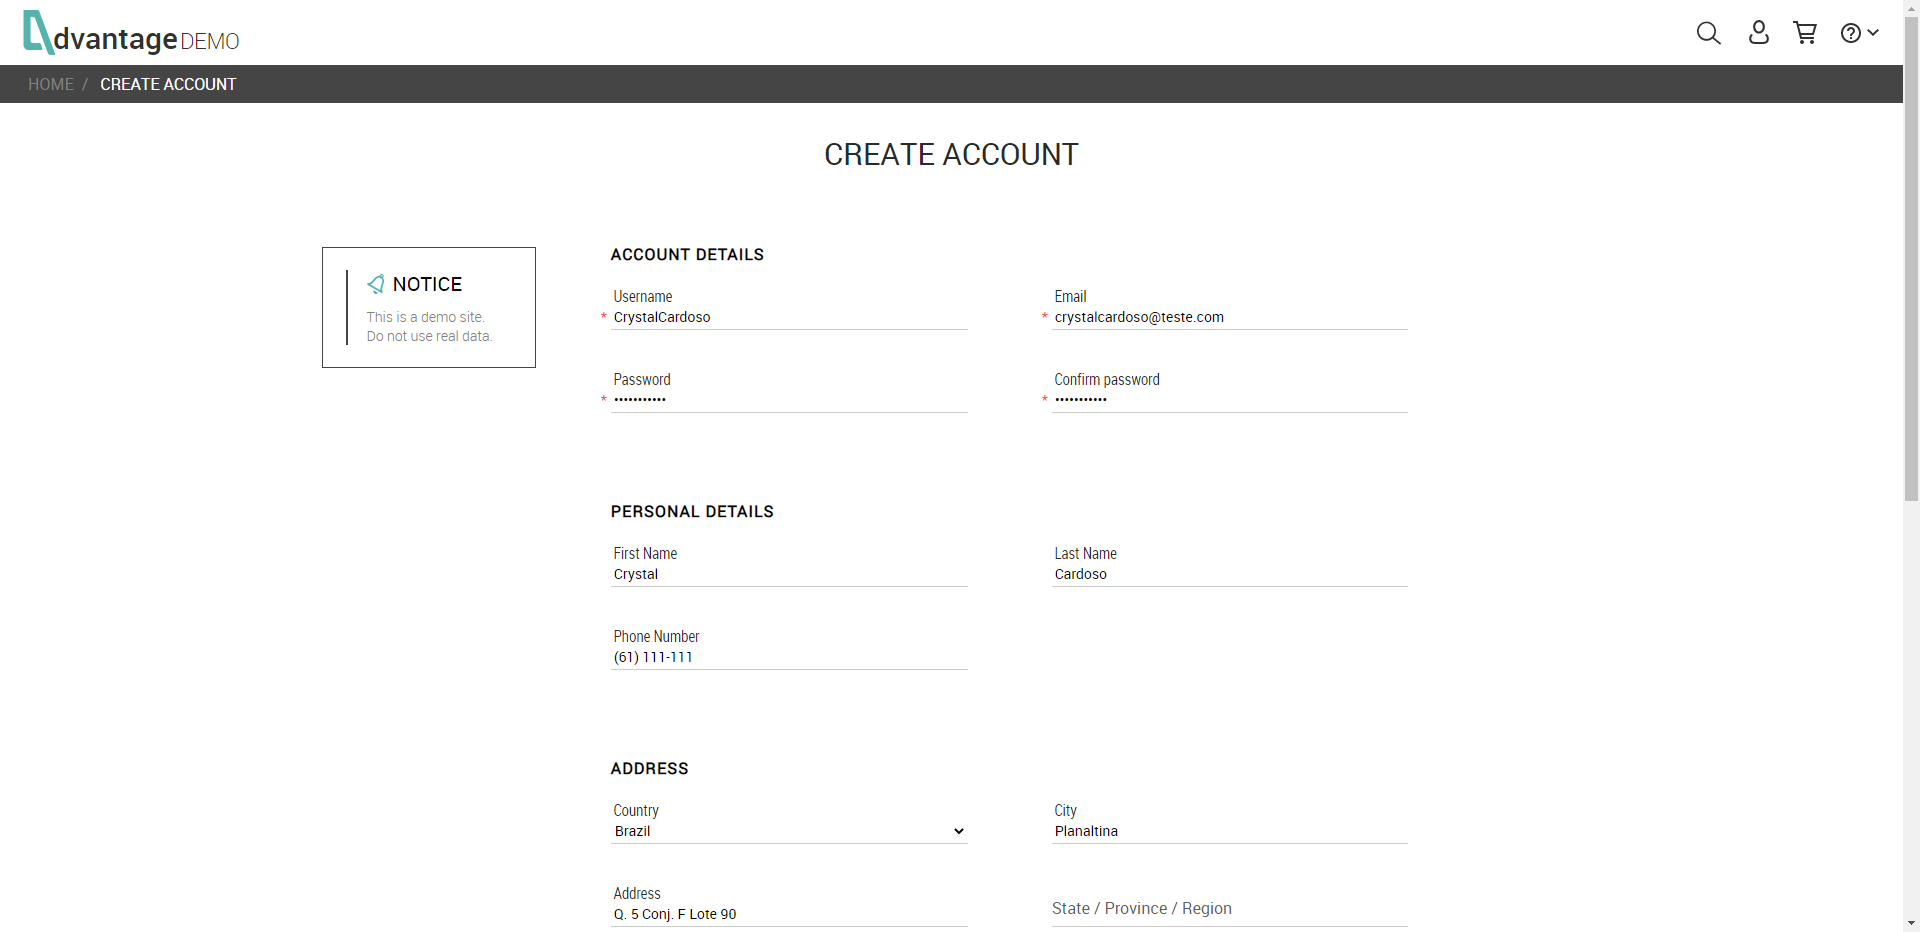 dvantage DEMO
HOME / CREATE ACCOUNT
CREATE ACCOUNT
NOTICE
This is a demo site.
Do not use real data.
ACCOUNT DETAILS
Username
* CrystalCardoso
Email
* crystalcardoso@teste.com
Password
* •••••••••••
Confirm password
* •••••••••••
PERSONAL DETAILS
First Name
Crystal
Last Name
Cardoso
Phone Number
(61) 111-111
ADDRESS
Country
Brazil
City
Planaltina
Address
Q. 5 Conj. F Lote 90
State / Province / Region